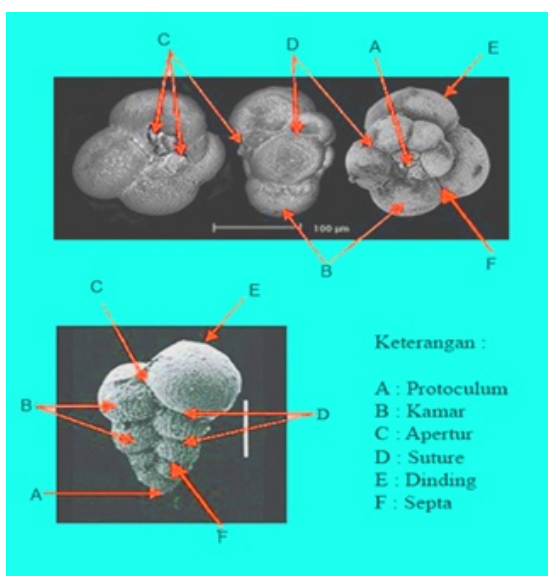 C D A E
100 µm
B F
C E
B D
A F
Keterangan :
A : Protoculum
B : Kamar
C : Apertur
D : Suture
E : Dinding
F : Septa